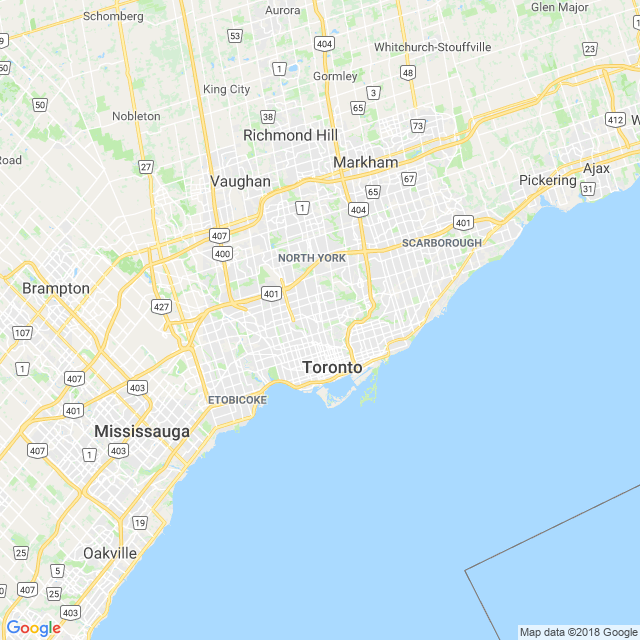 Aurora
Glen Major
Schomberg
53
404
Whitchurch-Stouffville
9
23
50
1
Gormley
48
King City
3
50
65
Nobleton
38
412
W
73
Richmond Hill
Road
27
Markham
Ajax
Vaughan
67
Pickering
65
31
1
404
401
407
SCARBOROUGH
400
NORTH YORK
Brampton
401
427
107
1
Toronto
407
403
ETOBICOKE
401
Mississauga
407
1
403
19
25
Oakville
5
407
25
403
Google
Map data ©2018 Google